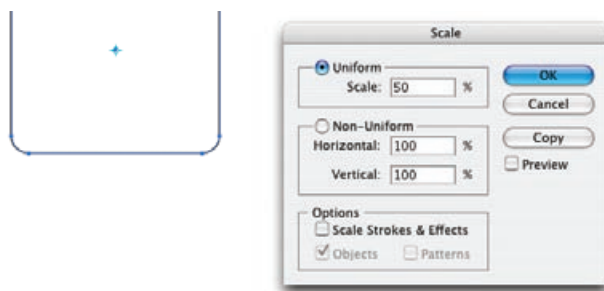 Scale
Uniform
Scale: 50 %
OK
Cancel
Non-Uniform
Horizontal: 100 %
Vertical: 100 %
Copy
Preview
Options
Scale Strokes & Effects
Objects Patterns